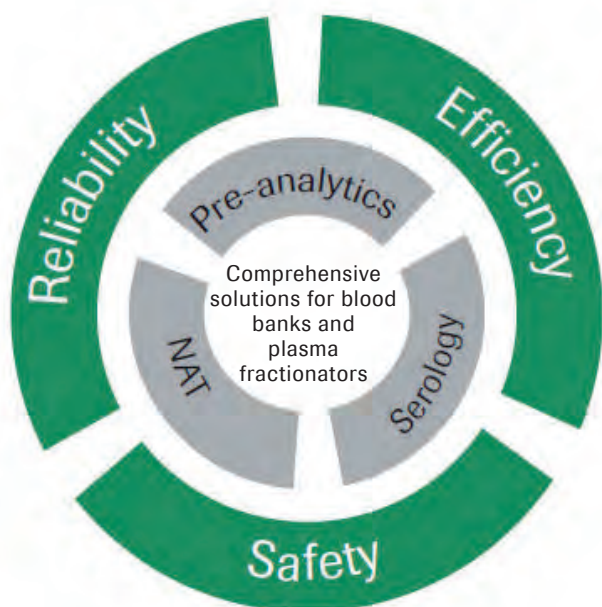 Reliability
Efficiency
Pre-analytics
Comprehensive
solutions for blood
banks and
plasma
fractionators
NAT
Serology
Safety